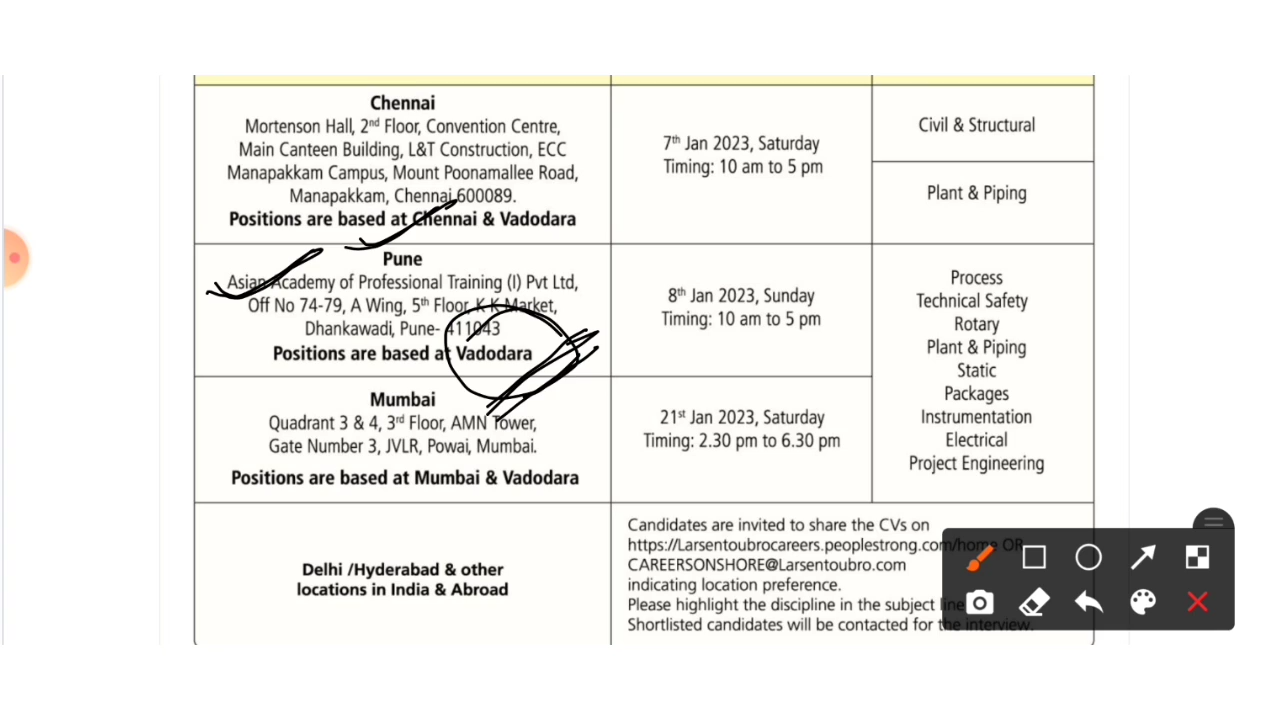 Chennai
Mortenson Hall, 2nd Floor, Convention Centre,
Main Canteen Building, L&T Construction, ECC
Manapakkam Campus, Mount Poonamallee Road,
Manapakkam, Chennai 600089.
Positions are based at Chennai & Vadodara
7th Jan 2023, Saturday
Timing: 10 am to 5 pm
Civil & Structural
Plant & Piping
Pune
Asian Academy of Professional Training (I) Pvt Ltd,
Off No 74-79, A Wing, 5th Floor, K K Market,
Dhankawadi, Pune- 411043
Positions are based at Vadodara
8th Jan 2023, Sunday
Timing: 10 am to 5 pm
Mumbai
Quadrant 3 & 4, 3rd Floor, AMN Tower,
Gate Number 3, JVLR, Powai, Mumbai.
Positions are based at Mumbai & Vadodara
21st Jan 2023, Saturday
Timing: 2.30 pm to 6.30 pm
Process
Technical Safety
Rotary
Plant & Piping
Static
Packages
Instrumentation
Electrical
Project Engineering
Delhi /Hyderabad & other
locations in India & Abroad
Candidates are invited to share the CVs on
https://Larsentoubrocareers.peoplestrong.com/home OR
CAREERSONSHORE@Larsentoubro.com
indicating location preference.
Please highlight the discipline in the subject line
Shortlisted candidates will be contacted for the interview.